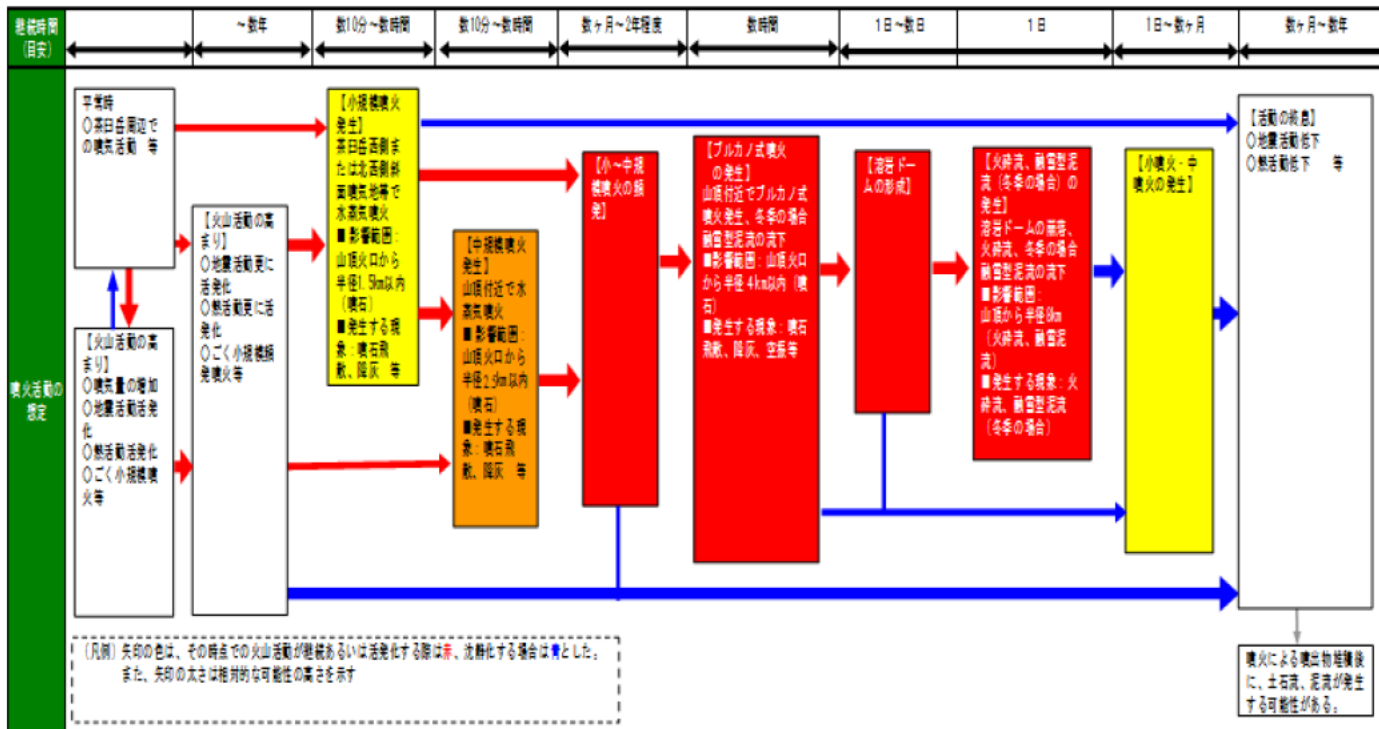 継続時間
(目安)
～数年
数10分～数時間
数10分～数時間
数ヶ月～2年程度
数時間
1日～数日
1日
1日～数ヶ月
数ヶ月～数年
噴火活動の
想定
平常時
○茶臼岳周辺で
の噴気活動　等
【火山活動の高
まり】
○噴気量の増加
○地震活動活発
化
○熱活動活発化
○ごく小規模噴
火等
【火山活動の高
まり】
○地震活動更に
活発化
○熱活動更に活
発化
○ごく小規模頻
発噴火等
【小規模噴火
発生】
茶臼岳西側ま
たは北西側斜
面噴気地帯で
水蒸気噴火
■影響範囲：
山頂火口から
半径1.5km以内
（噴石）
■発生する現
象：噴石飛
散、降灰 等
【中規模噴火
発生】
山頂付近で水
蒸気噴火
■影響範囲：
山頂火口から
半径2.5km以内
（噴石）
■発生する現
象：噴石飛
散、降灰　等
【小～中規
模噴火の頻
発】
【ブルカノ式噴火
の発生】
山頂付近でブルカノ式
噴火発生、冬季の場合
融雪型泥流の流下
■影響範囲：山頂火口
から半径4km以内（噴
石）
■発生する現象：噴石
飛散、降灰、空振等
【溶岩ドー
ムの形成】
【火砕流、融雪型泥
流（冬季の場合）の
発生】
溶岩ドームの崩落、
火砕流、冬季の場合
融雪型泥流の流下
■影響範囲：
山頂から半径8km
（火砕流、融雪泥
流）
■発生する現象：火
砕流、融雪型泥流
（冬季の場合）
【小噴火・中
噴火の発生】
【活動の終息】
○地震活動低下
○熱活動低下　等
（凡例）矢印の色は、その時点での火山活動が継続あるいは活発化する際は赤、沈静化する場合は青とした。
また、矢印の太さは相対的な可能性の高さを示す
噴火による噴出物堆積後
に、土石流、泥流が発生
する可能性がある。